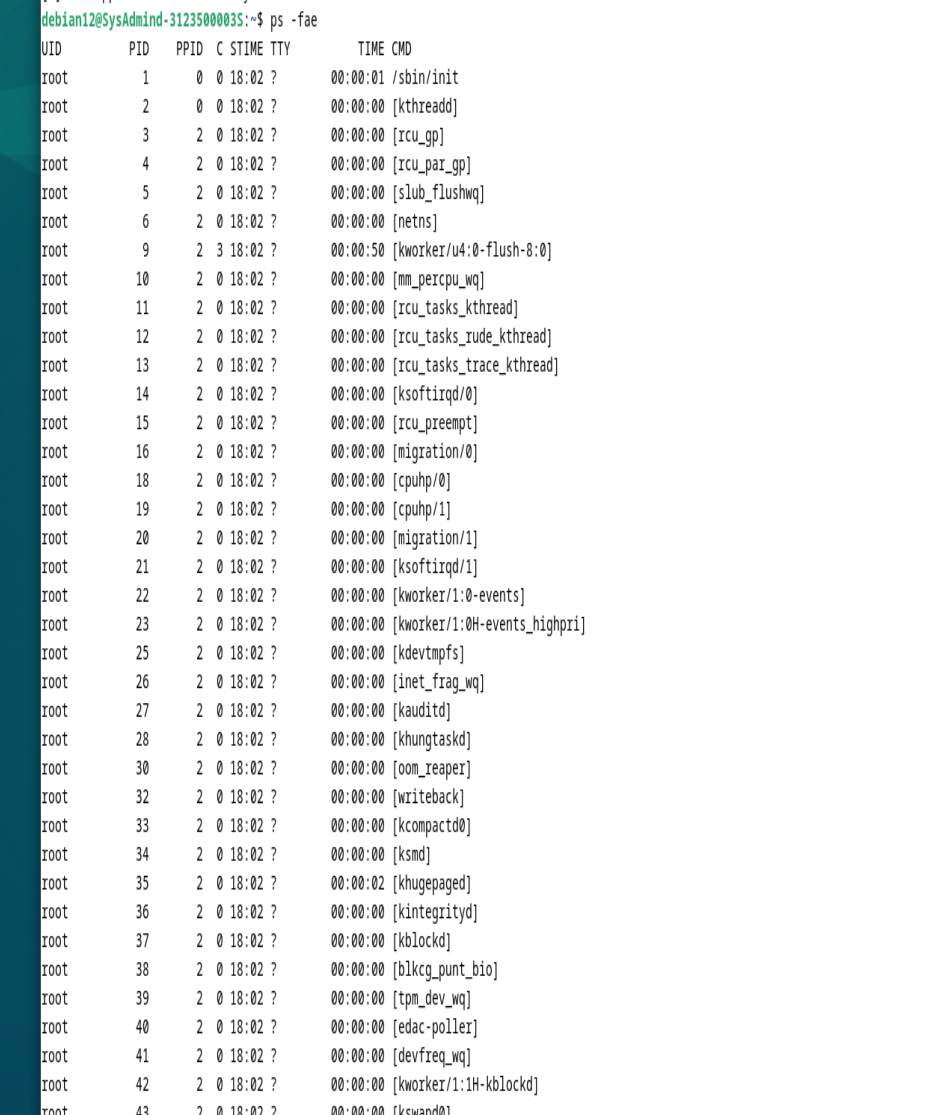 debian12@SysAdmind-3123500003S:~$ ps -fae
UID PID PPID C STIME TTY TIME CMD
root 1 0 0 18:02 ? 00:00:01 /sbin/init
root 2 0 0 18:02 ? 00:00:00 [kthreadd]
root 3 2 0 18:02 ? 00:00:00 [rcu_gp]
root 4 2 0 18:02 ? 00:00:00 [rcu_par_gp]
root 5 2 0 18:02 ? 00:00:00 [slub_flushwq]
root 6 2 0 18:02 ? 00:00:00 [netns]
root 9 2 3 18:02 ? 00:00:50 [kworker/u4:0-flush-8:0]
root 10 2 0 18:02 ? 00:00:00 [mm_percpu_wq]
root 11 2 0 18:02 ? 00:00:00 [rcu_tasks_kthread]
root 12 2 0 18:02 ? 00:00:00 [rcu_tasks_rude_kthread]
root 13 2 0 18:02 ? 00:00:00 [rcu_tasks_trace_kthread]
root 14 2 0 18:02 ? 00:00:00 [ksoftirqd/0]
root 15 2 0 18:02 ? 00:00:00 [rcu_preempt]
root 16 2 0 18:02 ? 00:00:00 [migration/0]
root 18 2 0 18:02 ? 00:00:00 [cpuhp/0]
root 19 2 0 18:02 ? 00:00:00 [cpuhp/1]
root 20 2 0 18:02 ? 00:00:00 [migration/1]
root 21 2 0 18:02 ? 00:00:00 [ksoftirqd/1]
root 22 2 0 18:02 ? 00:00:00 [kworker/1:0-events]
root 23 2 0 18:02 ? 00:00:00 [kworker/1:0H-events_highpri]
root 25 2 0 18:02 ? 00:00:00 [kdevtmpfs]
root 26 2 0 18:02 ? 00:00:00 [inet_frag_wq]
root 27 2 0 18:02 ? 00:00:00 [kauditd]
root 28 2 0 18:02 ? 00:00:00 [khungtaskd]
root 30 2 0 18:02 ? 00:00:00 [oom_reaper]
root 32 2 0 18:02 ? 00:00:00 [writeback]
root 33 2 0 18:02 ? 00:00:00 [kcompactd0]
root 34 2 0 18:02 ? 00:00:00 [ksmd]
root 35 2 0 18:02 ? 00:00:02 [khugepaged]
root 36 2 0 18:02 ? 00:00:00 [kintegrityd]
root 37 2 0 18:02 ? 00:00:00 [kblockd]
root 38 2 0 18:02 ? 00:00:00 [blkcg_punt_bio]
root 39 2 0 18:02 ? 00:00:00 [tpm_dev_wq]
root 40 2 0 18:02 ? 00:00:00 [edac-poller]
root 41 2 0 18:02 ? 00:00:00 [devfreq_wq]
root 42 2 0 18:02 ? 00:00:00 [kworker/1:1H-kblockd]
root 43 2 0 18:02 ? 00:00:00 [kswapd0]